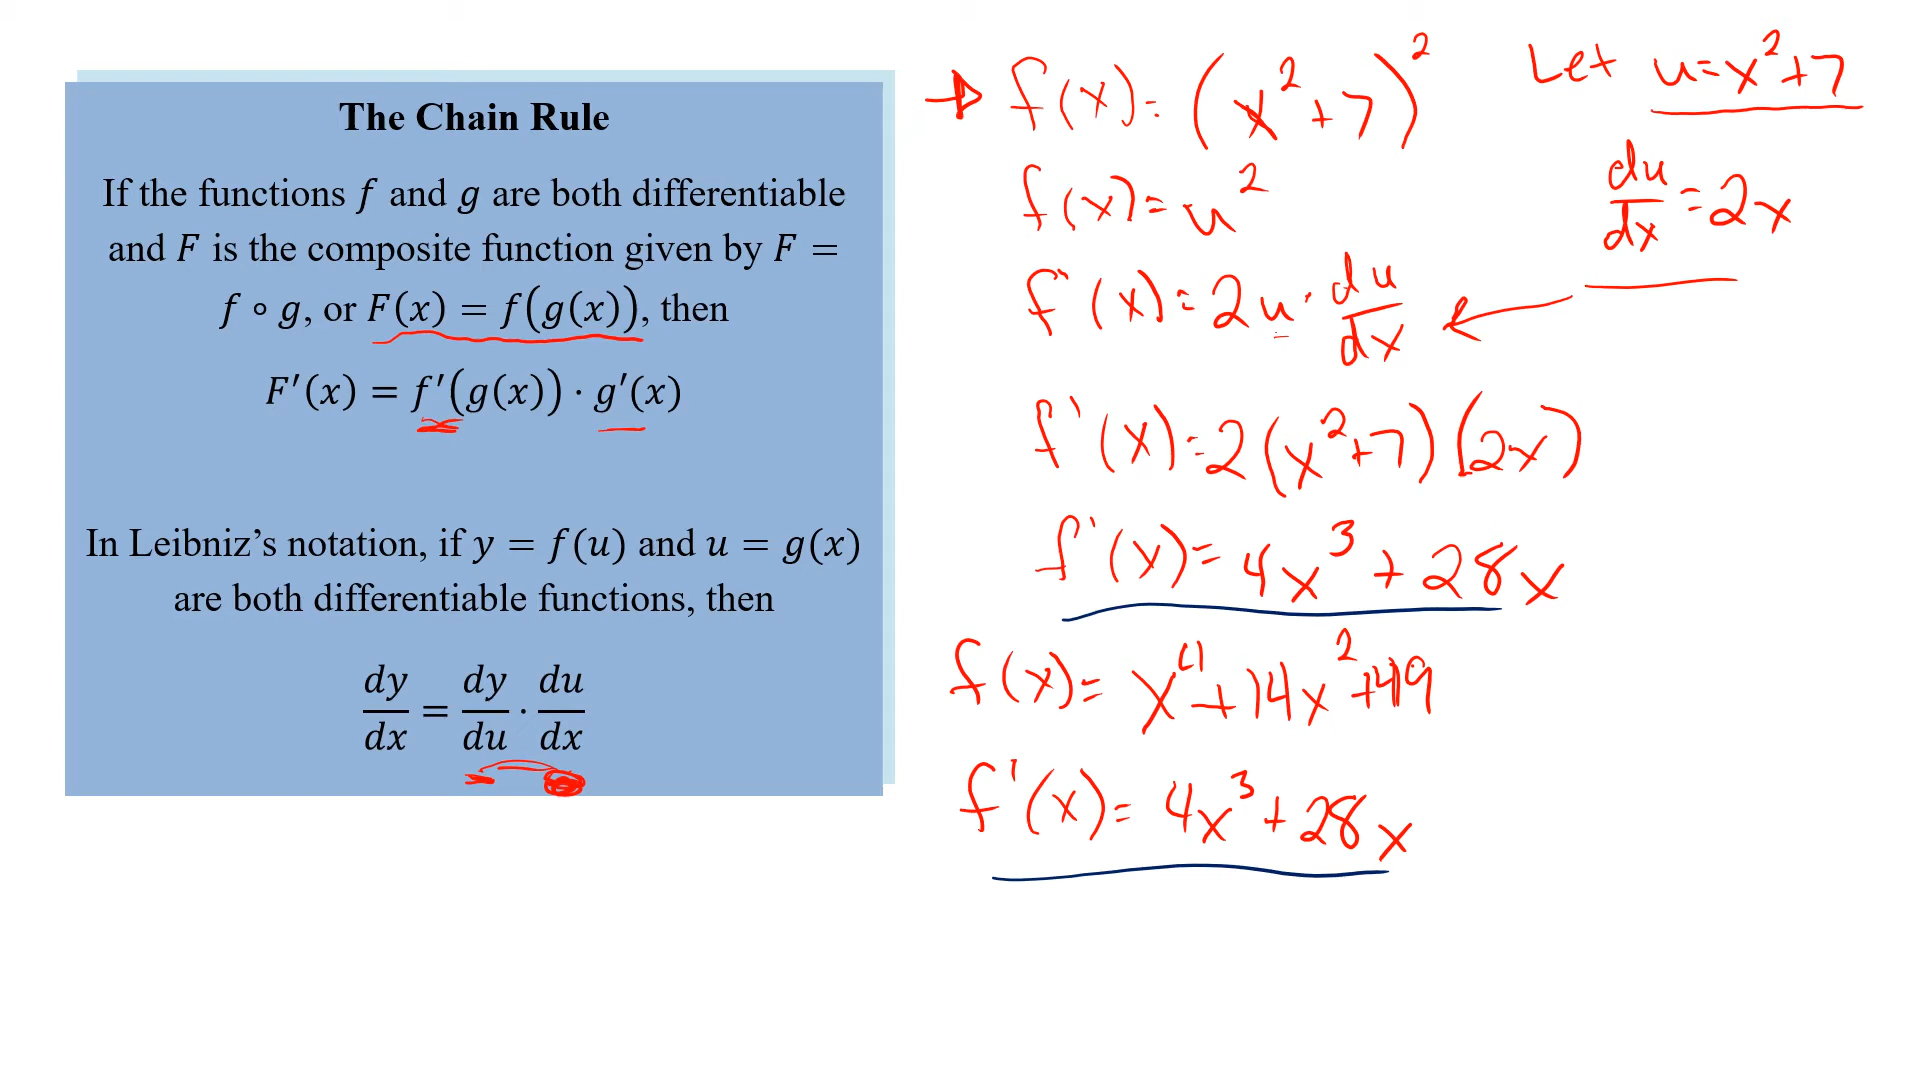 The Chain Rule
If the functions f and g are both differentiable
and F is the composite function given by F =
f ∘ g, or F(x) = f(g(x)), then
F′(x) = f′(g(x)) · g′(x)
In Leibniz’s notation, if y = f(u) and u = g(x)
are both differentiable functions, then
dy/dx = dy/du · du/dx
f(x) = (x² + 7)²
Let u = x² + 7
du/dx = 2x
f(x) = u²
f'(x) = 2u · du/dx
f'(x) = 2(x² + 7)(2x)
f'(x) = 4x³ + 28x
f(x) = x⁴ + 14x² + 49
f'(x) = 4x³ + 28x